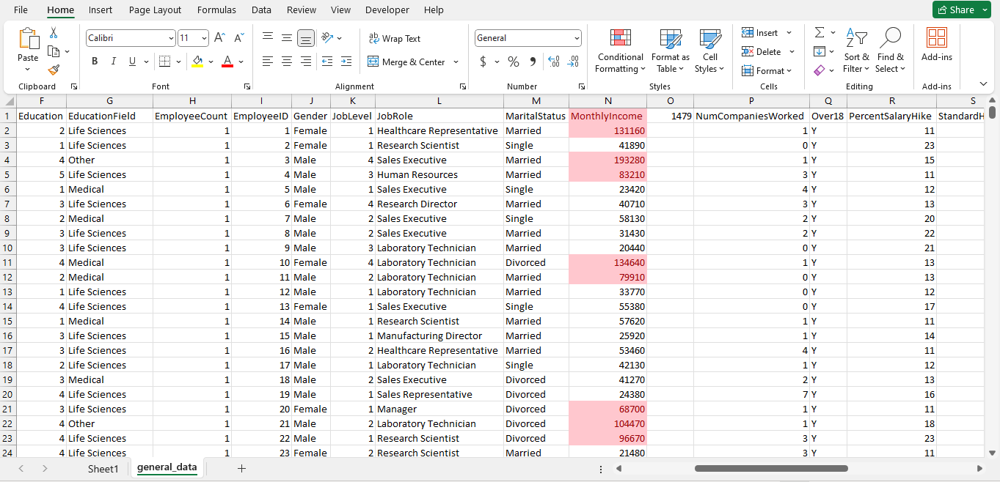 File Home Insert Page Layout Formulas Data Review View Developer Help Share
Calibri 11 General
Paste Wrap Text Conditional Formatting Format as Table Cell Styles Insert Sort & Filter Find & Select Add-ins
B I U Merge & Center $ % Delete
Format
Clipboard Font Alignment Number Styles Cells Editing Add-ins
F G H I J K L M N O P Q R S
1 Education EducationField EmployeeCount EmployeeID Gender JobLevel JobRole MaritalStatus MonthlyIncome 1479 NumCompaniesWorked Over18 PercentSalaryHike StandardH
2 2 Life Sciences 1 1 Female 1 Healthcare Representative Married 131160 1 Y 11
3 1 Life Sciences 1 2 Female 1 Research Scientist Single 41890 0 Y 23
4 4 Other 1 3 Male 4 Sales Executive Married 193280 1 Y 15
5 5 Life Sciences 1 4 Male 3 Human Resources Married 83210 3 Y 11
6 1 Medical 1 5 Male 1 Sales Executive Single 23420 4 Y 12
7 3 Life Sciences 1 6 Female 4 Research Director Married 40710 3 Y 13
8 2 Medical 1 7 Male 2 Sales Executive Single 58130 2 Y 20
9 3 Life Sciences 1 8 Male 2 Sales Executive Married 31430 2 Y 22
10 3 Life Sciences 1 9 Male 3 Laboratory Technician Married 20440 0 Y 21
11 4 Medical 1 10 Female 4 Laboratory Technician Divorced 134640 1 Y 13
12 2 Medical 1 11 Male 2 Laboratory Technician Married 79910 0 Y 13
13 1 Life Sciences 1 12 Male 1 Laboratory Technician Married 33770 0 Y 12
14 4 Life Sciences 1 13 Female 1 Sales Executive Single 55380 0 Y 17
15 1 Medical 1 14 Male 1 Research Scientist Married 57620 1 Y 11
16 3 Life Sciences 1 15 Male 1 Manufacturing Director Married 25920 1 Y 14
17 3 Life Sciences 1 16 Male 2 Healthcare Representative Married 53460 4 Y 11
18 2 Life Sciences 1 17 Male 1 Laboratory Technician Single 42130 1 Y 12
19 3 Medical 1 18 Male 2 Sales Executive Divorced 41270 2 Y 13
20 4 Life Sciences 1 19 Male 1 Sales Representative Divorced 24380 7 Y 16
21 3 Life Sciences 1 20 Female 1 Manager Divorced 68700 1 Y 11
22 4 Other 1 21 Male 2 Laboratory Technician Divorced 104470 1 Y 18
23 4 Life Sciences 1 22 Male 1 Research Scientist Divorced 96670 3 Y 23
24 4 Life Sciences 1 23 Female 2 Research Scientist Married 21480 3 Y 11
Sheet1 general_data